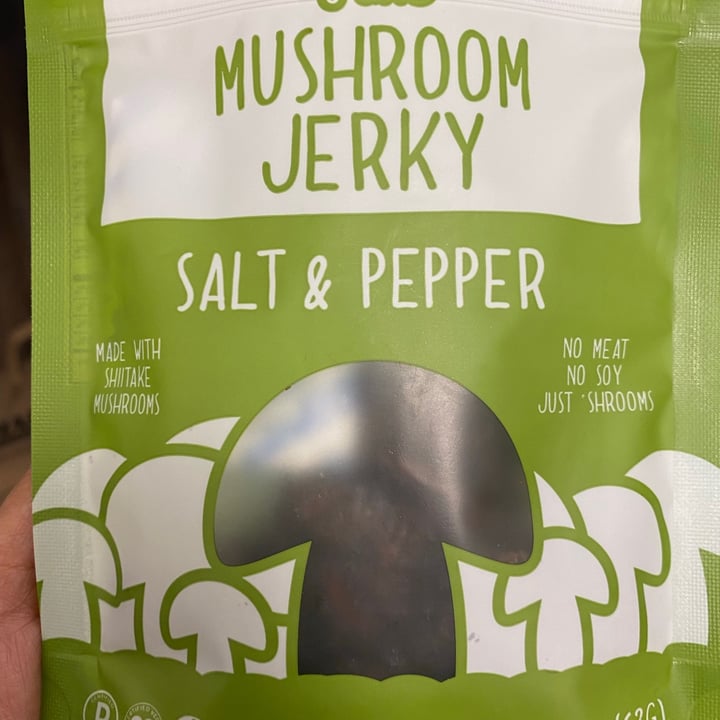 MUSHROOM
JERKY
SALT & PEPPER
MADE WITH
SHIITAKE
MUSHROOMS
NO MEAT
NO SOY
JUST 'SHROOMS